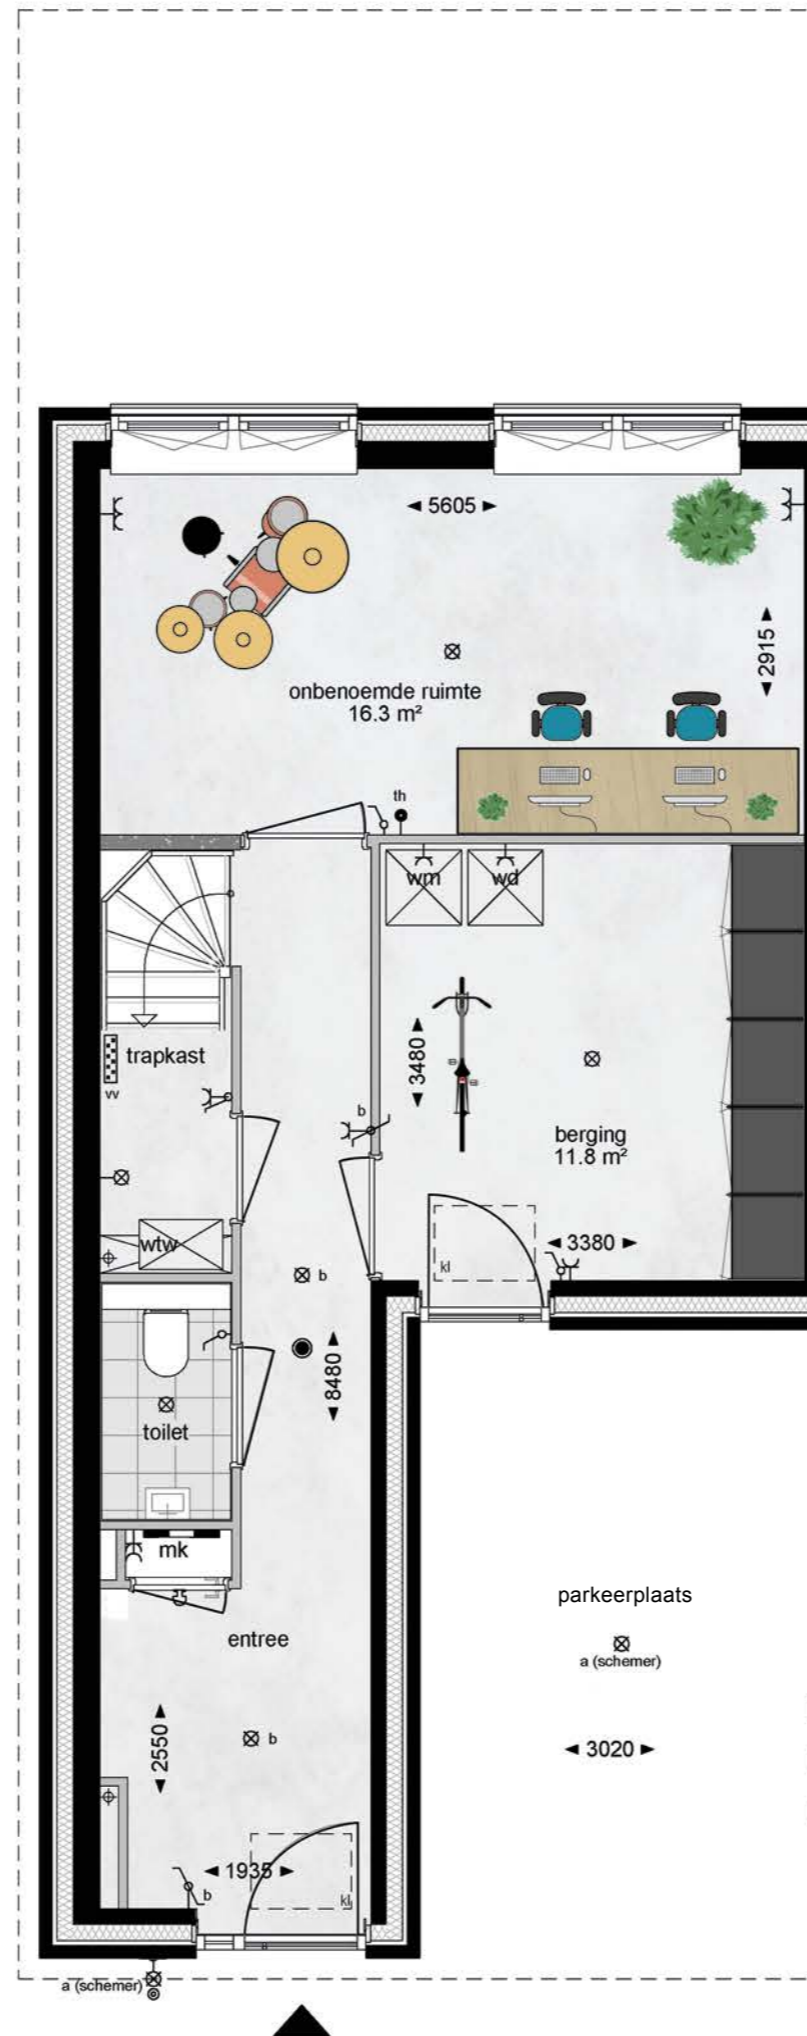 5605
2915
onbenoemde ruimte
16.3 m²
th
wm
wd
trapkast
vv
3480
b
berging
11.8 m²
wtw
3380
kl
b
8480
toilet
mk
entree
parkeerplaats
a (schemer)
2550
b
3020
1935
b
kl
a (schemer)